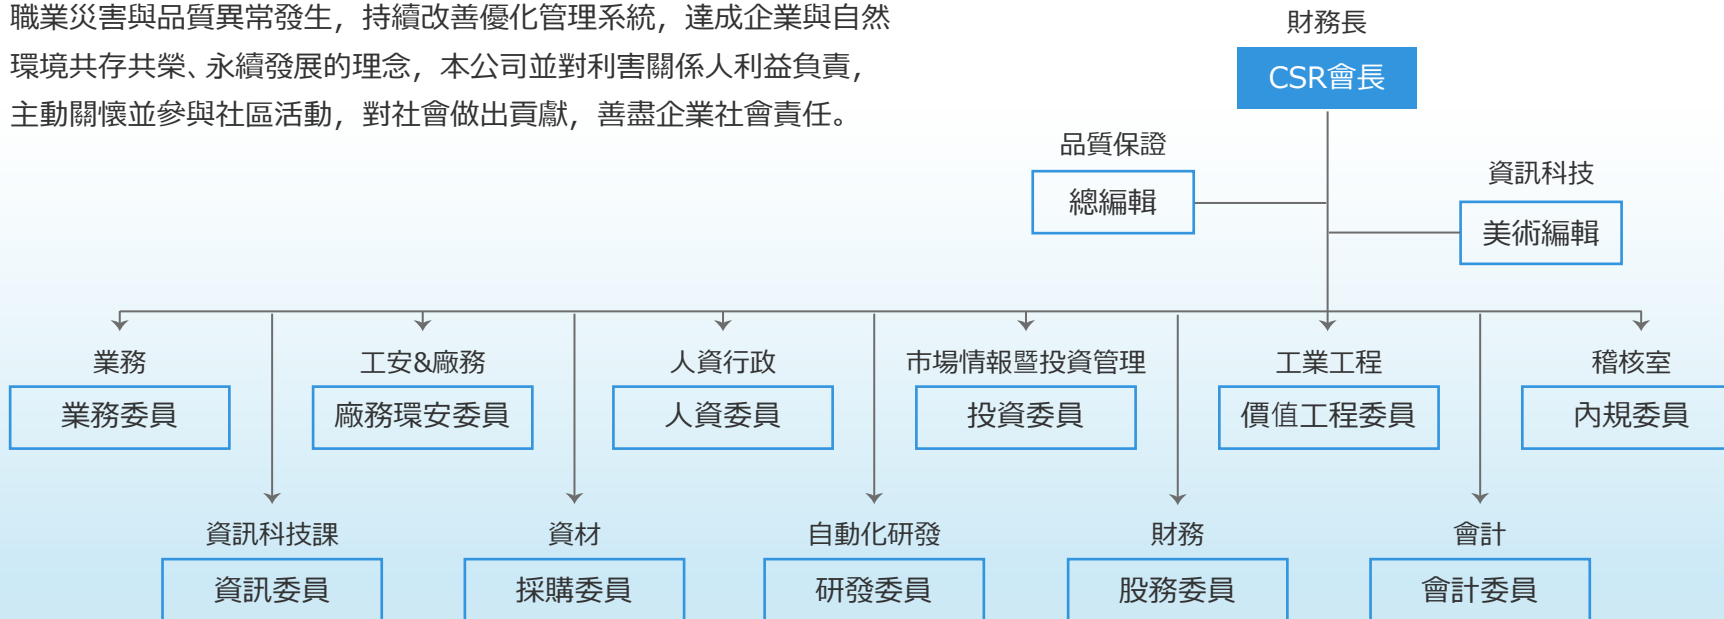 職業災害與品質異常發生，持續改善優化管理系統，達成企業與自然
環境共存共榮、永續發展的理念，本公司並對利害關係人利益負責，
主動關懷並參與社區活動，對社會做出貢獻，善盡企業社會責任。
財務長
CSR會長
品質保證
總編輯
資訊科技
美術編輯
業務
業務委員
工安&廠務
廠務環安委員
人資行政
人資委員
市場情報暨投資管理
投資委員
工業工程
價值工程委員
稽核室
內規委員
資訊科技課
資訊委員
資材
採購委員
自動化研發
研發委員
財務
股務委員
會計
會計委員